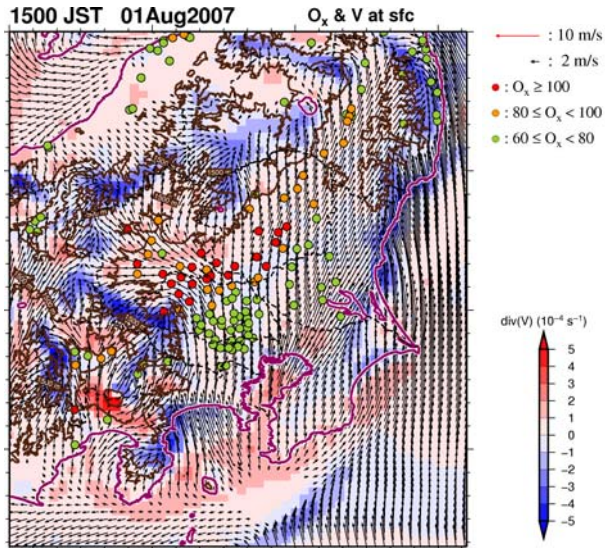 1500 JST 01Aug2007 Oₓ & V at sfc
: 10 m/s
: 2 m/s
: Oₓ ≥ 100
: 80 ≤ Oₓ < 100
: 60 ≤ Oₓ < 80
1500
div(V) (10⁻⁴ s⁻¹)
5
4
3
2
1
0
−1
−2
−3
−4
−5